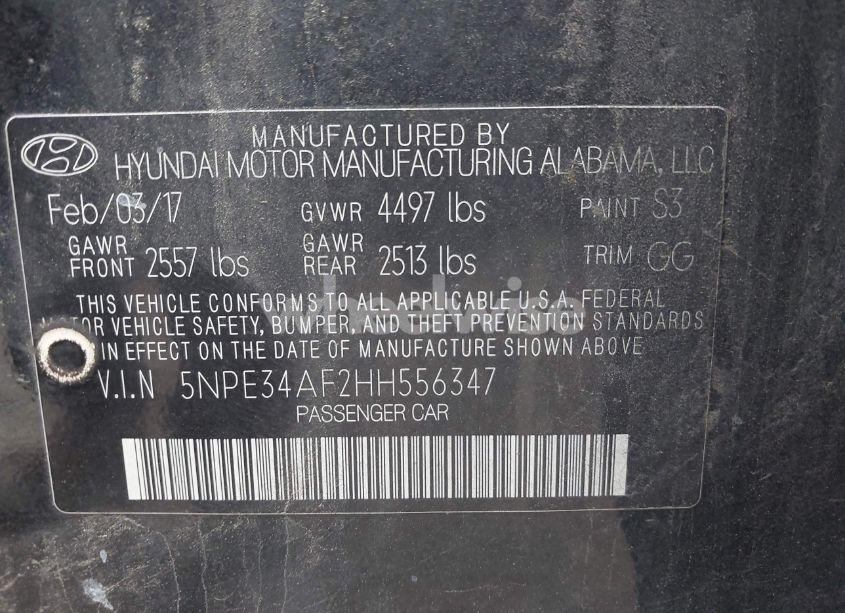 MANUFACTURED BY
HYUNDAI MOTOR MANUFACTURING ALABAMA, LLC
Feb/03/17 GVWR 4497 lbs PAINT S3
GAWR FRONT 2557 lbs GAWR REAR 2513 lbs TRIM GG
THIS VEHICLE CONFORMS TO ALL APPLICABLE U.S.A. FEDERAL
VEHICLE SAFETY, BUMPER, AND THEFT PREVENTION STANDARDS
IN EFFECT ON THE DATE OF MANUFACTURE SHOWN ABOVE
V.I.N 5NPE34AF2HH556347
PASSENGER CAR